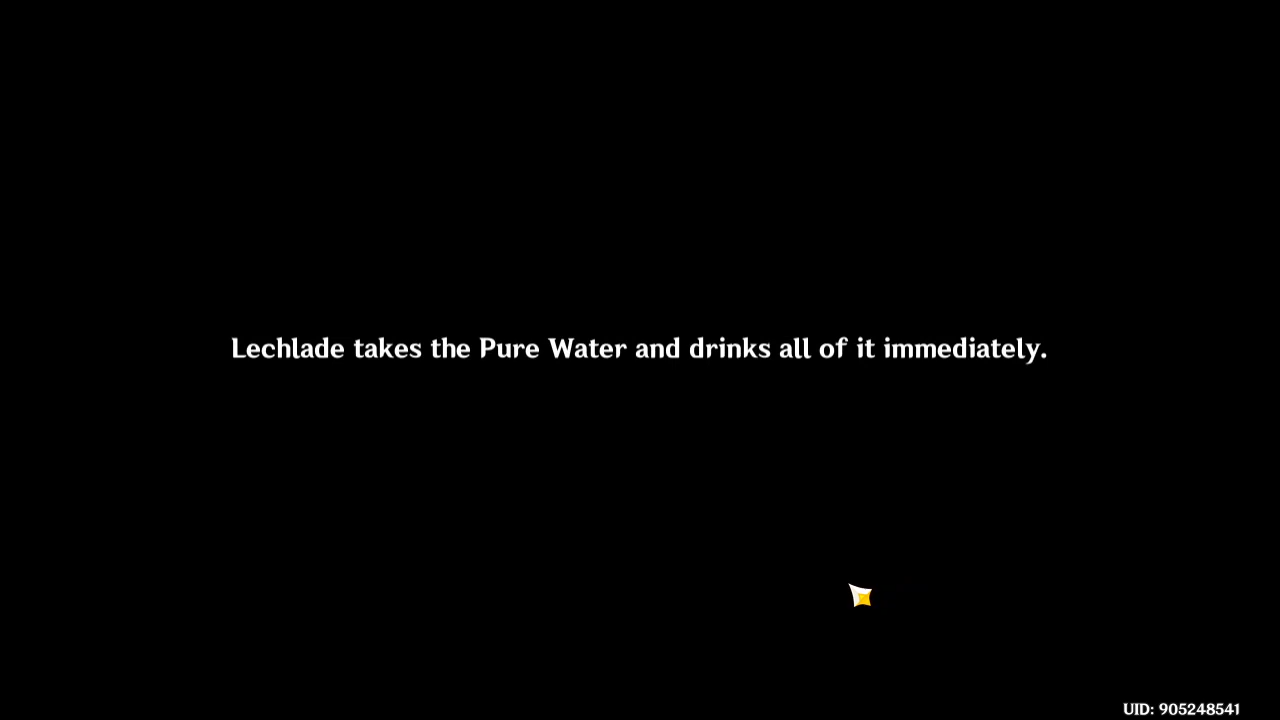 Lechlade takes the Pure Water and drinks all of it immediately.
UID: 905248541